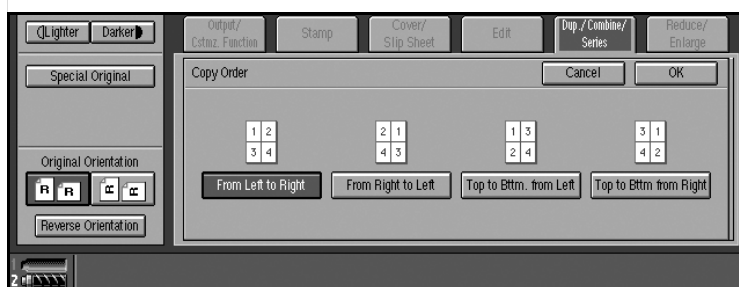 Lighter Darker
Special Original
Original Orientation
R R R R
Reverse Orientation
1
2
Output/
Cstmz. Function
Stamp
Cover/
Slip Sheet
Edit
Dup./Combine/
Series
Reduce/
Enlarge
Copy Order
Cancel
OK
1 2
3 4
From Left to Right
2 1
4 3
From Right to Left
1 3
2 4
Top to Bttm. from Left
3 1
4 2
Top to Bttm from Right